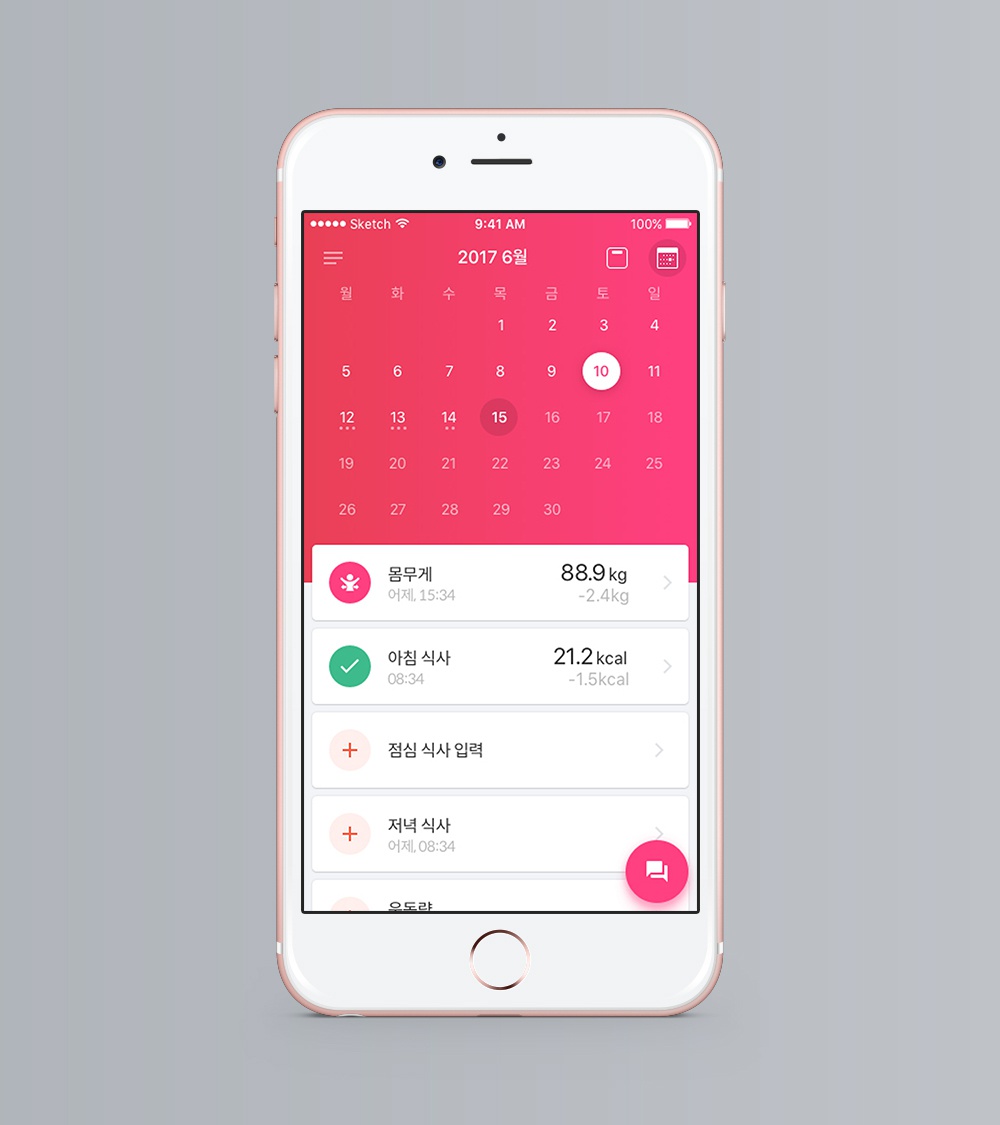 Sketch 9:41 AM 100%
2017 6월
월 화 수 목 금 토 일
1 2 3 4
5 6 7 8 9 10 11
12 13 14 15 16 17 18
19 20 21 22 23 24 25
26 27 28 29 30
몸무게 88.9 kg
어제, 15:34 -2.4kg
아침 식사 21.2 kcal
08:34 -1.5kcal
점심 식사 입력
저녁 식사
어제, 08:34